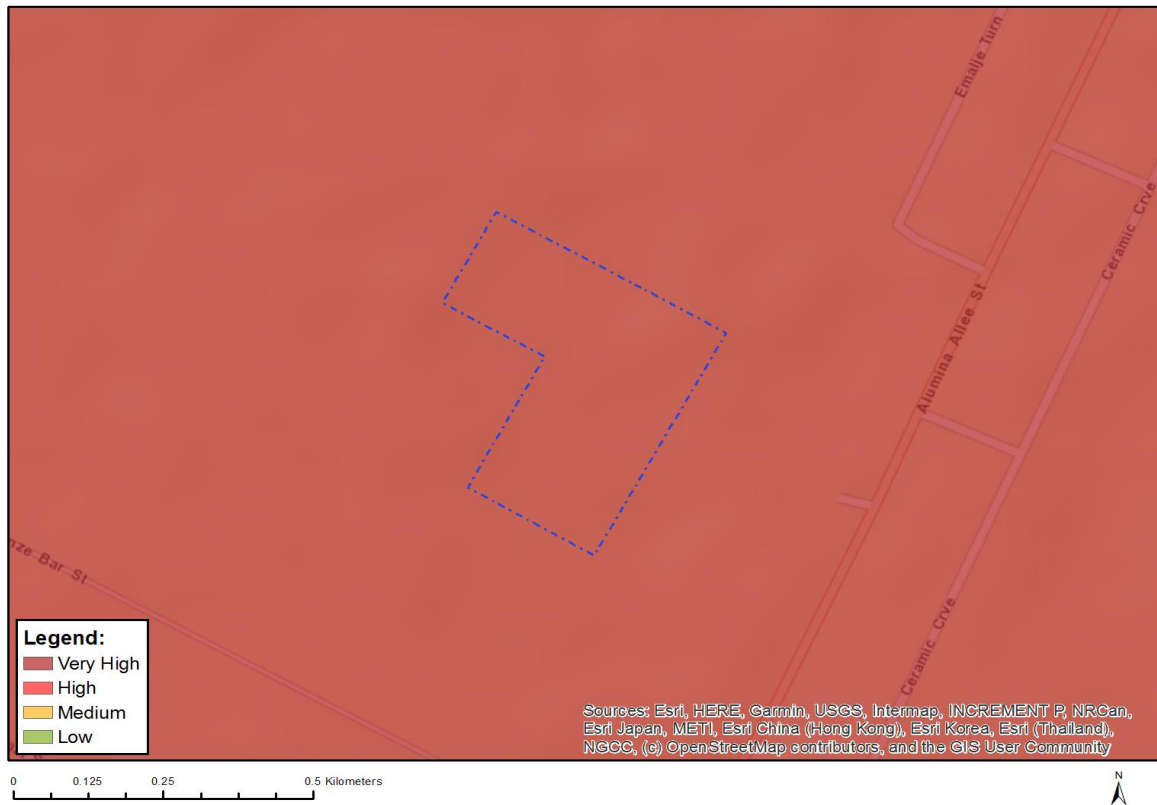 Emalje Turn
Ceramic Crve
Alumina Allee St
Ceramic Crve
nze Bar St
Legend:
Very High
High
Medium
Low
Sources: Esri, HERE, Garmin, USGS, Intermap, INCREMENT P, NRCan,
Esri Japan, METI, Esri China (Hong Kong), Esri Korea, Esri (Thailand),
NGCC, (c) OpenStreetMap contributors, and the GIS User Community
0 0.125 0.25 0.5 Kilometers
N